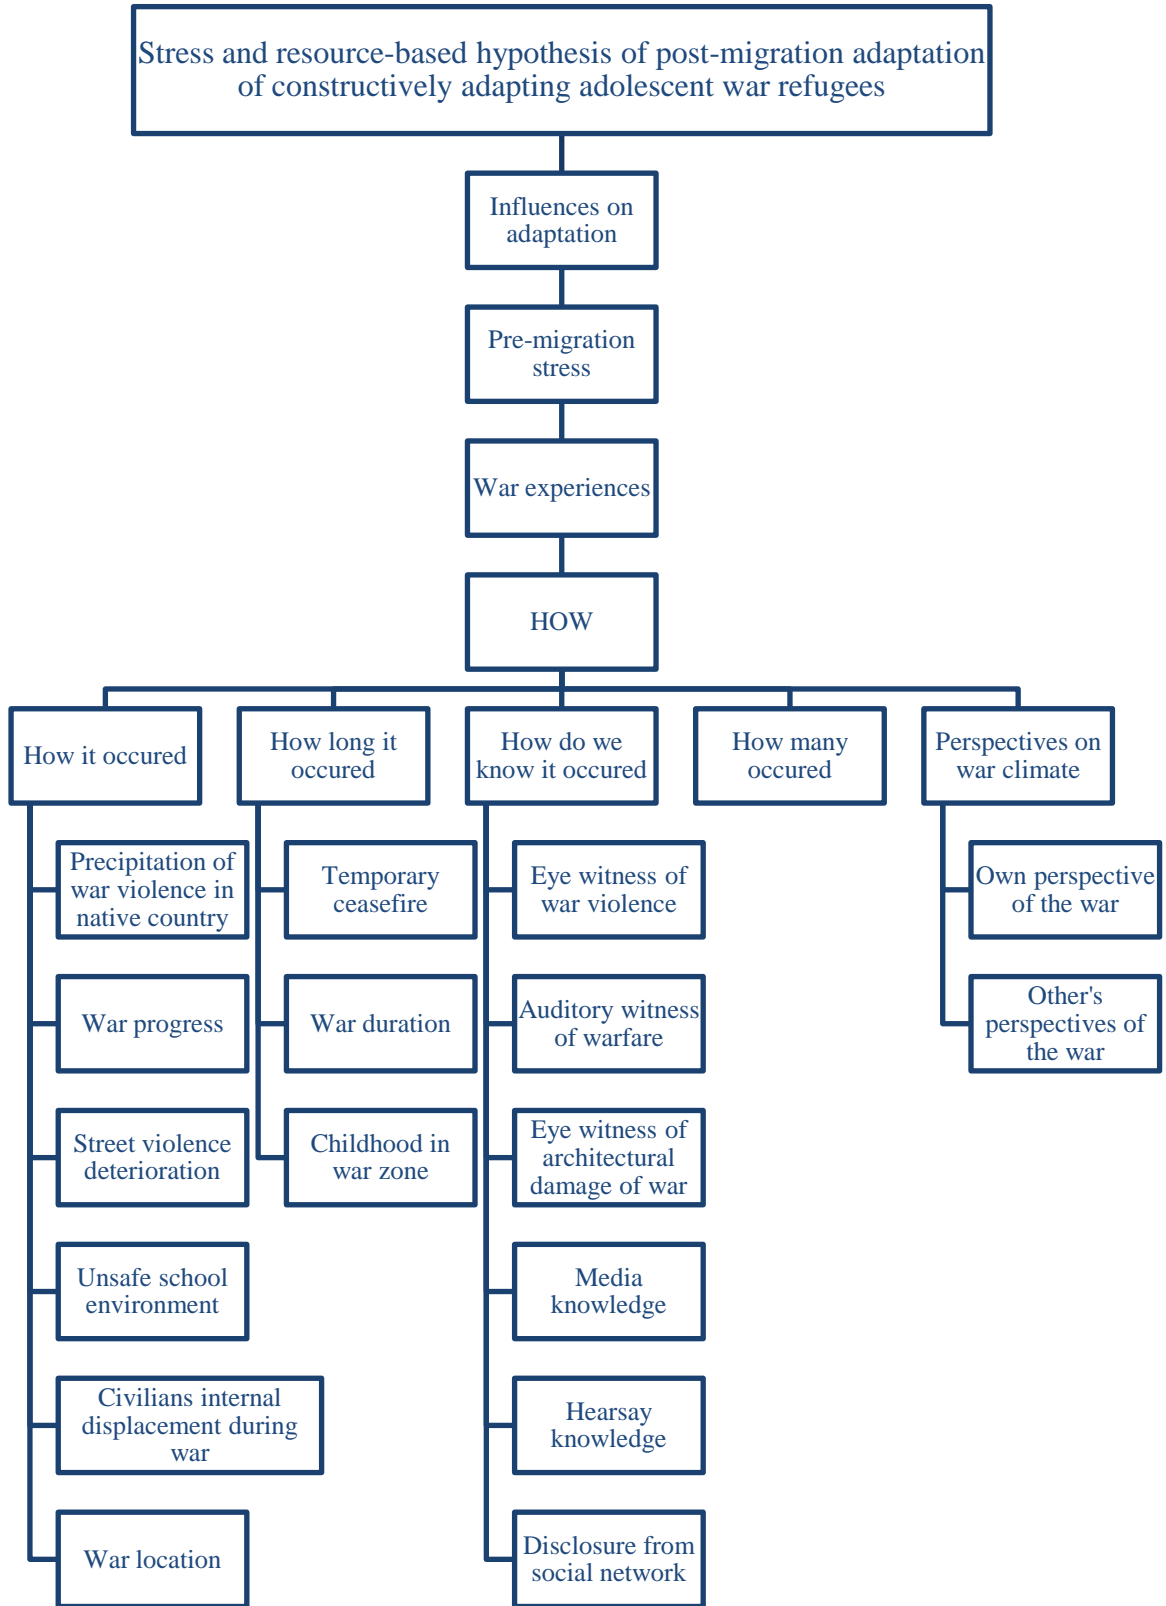 Stress and resource-based hypothesis of post-migration adaptation
of constructively adapting adolescent war refugees
Influences on
adaptation
Pre-migration
stress
War experiences
HOW
How it occured
How long it
occured
How do we
know it occured
How many
occured
Perspectives on
war climate
Precipitation of
war violence in
native country
War progress
Street violence
deterioration
Unsafe school
environment
Civilians internal
displacement during
war
War location
Temporary
ceasefire
War duration
Childhood in
war zone
Eye witness of
war violence
Auditory witness
of warfare
Eye witness of
architectural
damage of war
Media
knowledge
Hearsay
knowledge
Disclosure from
social network
Own perspective
of the war
Other's
perspectives of
the war